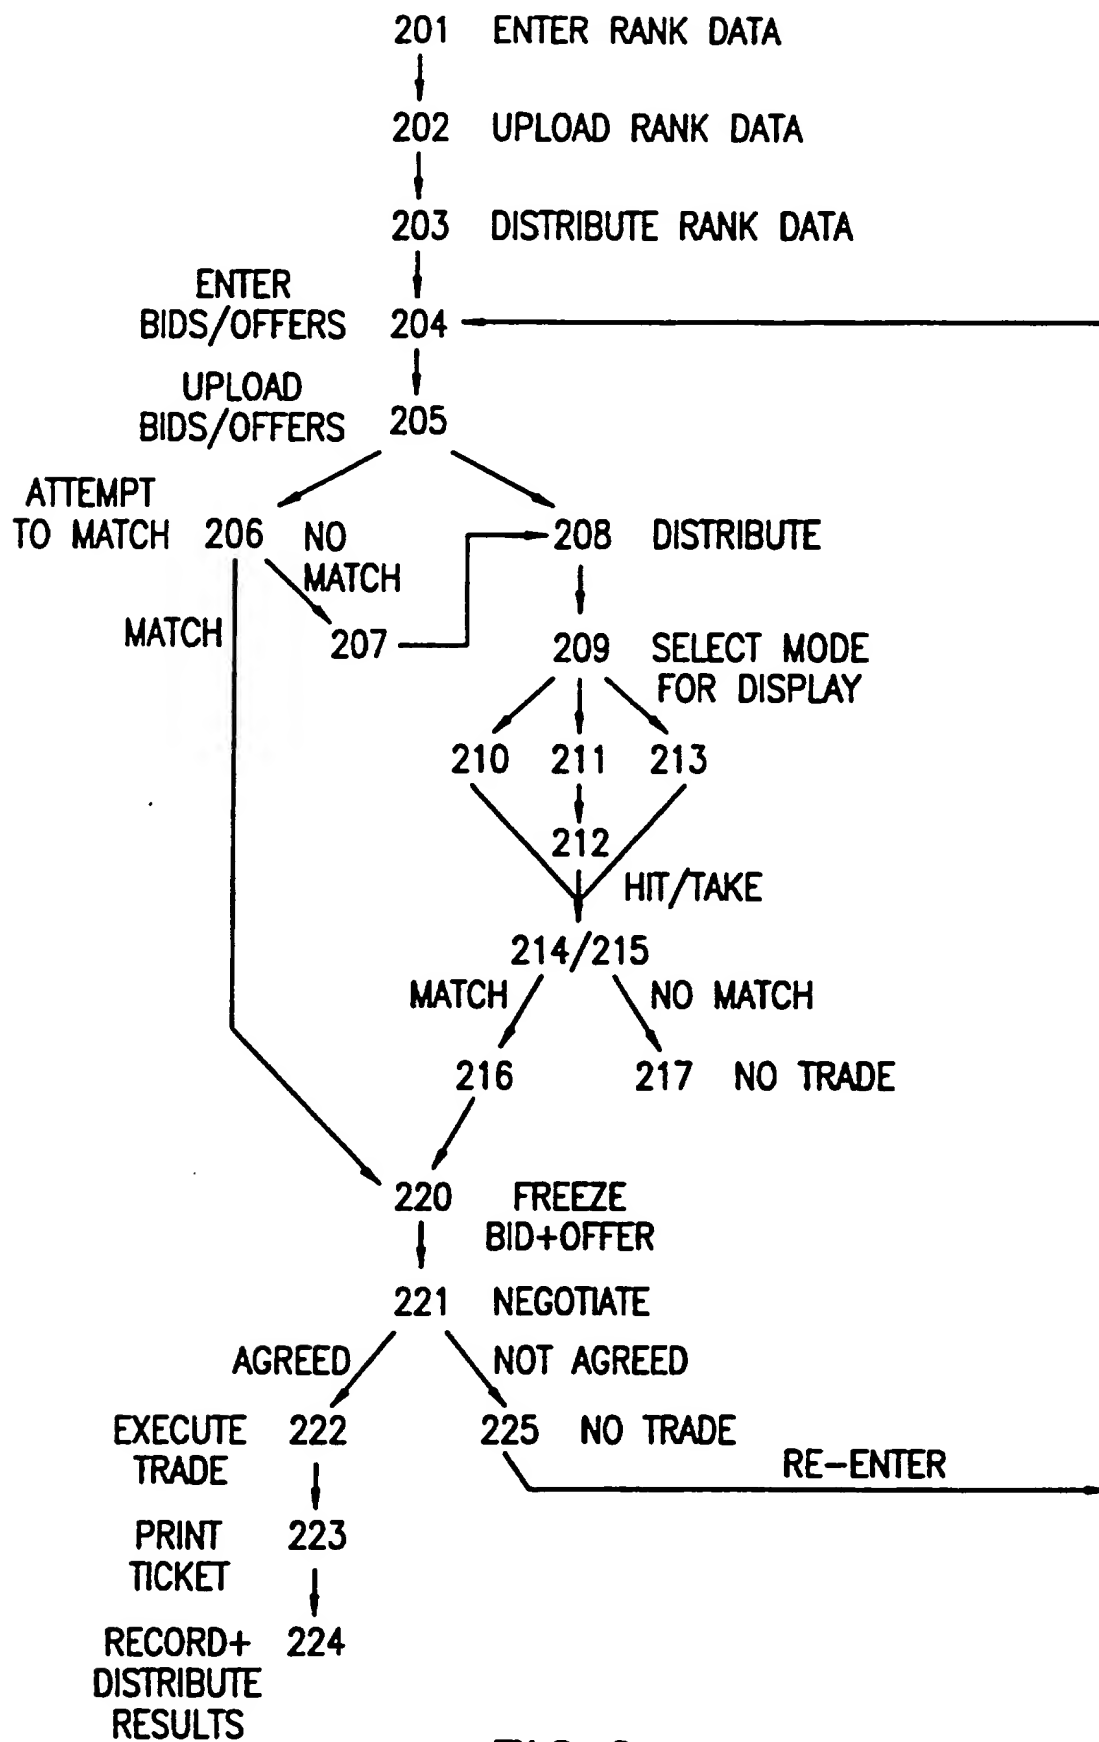 201 ENTER RANK DATA
202 UPLOAD RANK DATA
203 DISTRIBUTE RANK DATA
ENTER
BIDS/OFFERS 204
UPLOAD
BIDS/OFFERS 205
ATTEMPT
TO MATCH 206 NO
MATCH
208 DISTRIBUTE
MATCH
207
209 SELECT MODE
FOR DISPLAY
210 211 213
212
HIT/TAKE
214/215
MATCH NO MATCH
216 217 NO TRADE
220 FREEZE
BID+OFFER
221 NEGOTIATE
AGREED NOT AGREED
EXECUTE 222
TRADE
225 NO TRADE
RE-ENTER
PRINT 223
TICKET
RECORD+ 224
DISTRIBUTE
RESULTS